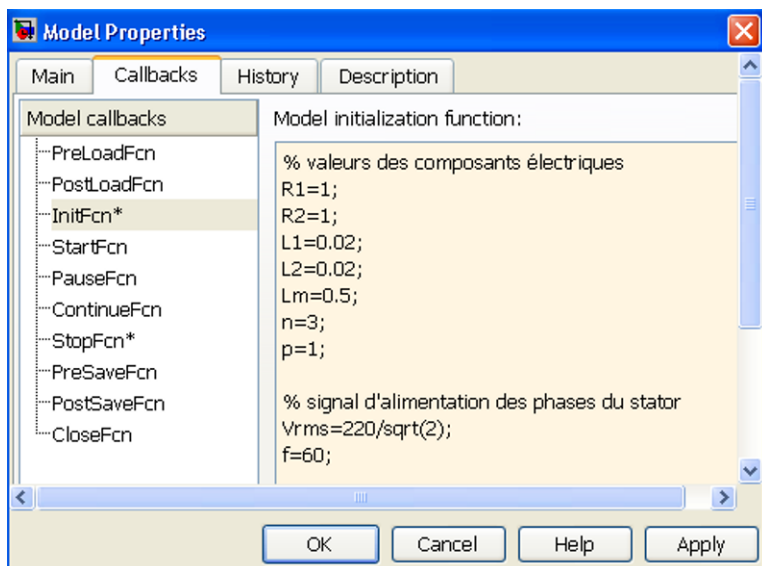 Model Properties
Main Callbacks History Description
Model callbacks
PreLoadFcn
PostLoadFcn
InitFcn*
StartFcn
PauseFcn
ContinueFcn
StopFcn*
PreSaveFcn
PostSaveFcn
CloseFcn
Model initialization function:
% valeurs des composants électriques
R1=1;
R2=1;
L1=0.02;
L2=0.02;
Lm=0.5;
n=3;
p=1;
% signal d'alimentation des phases du stator
Vrms=220/sqrt(2);
f=60;
OK Cancel Help Apply